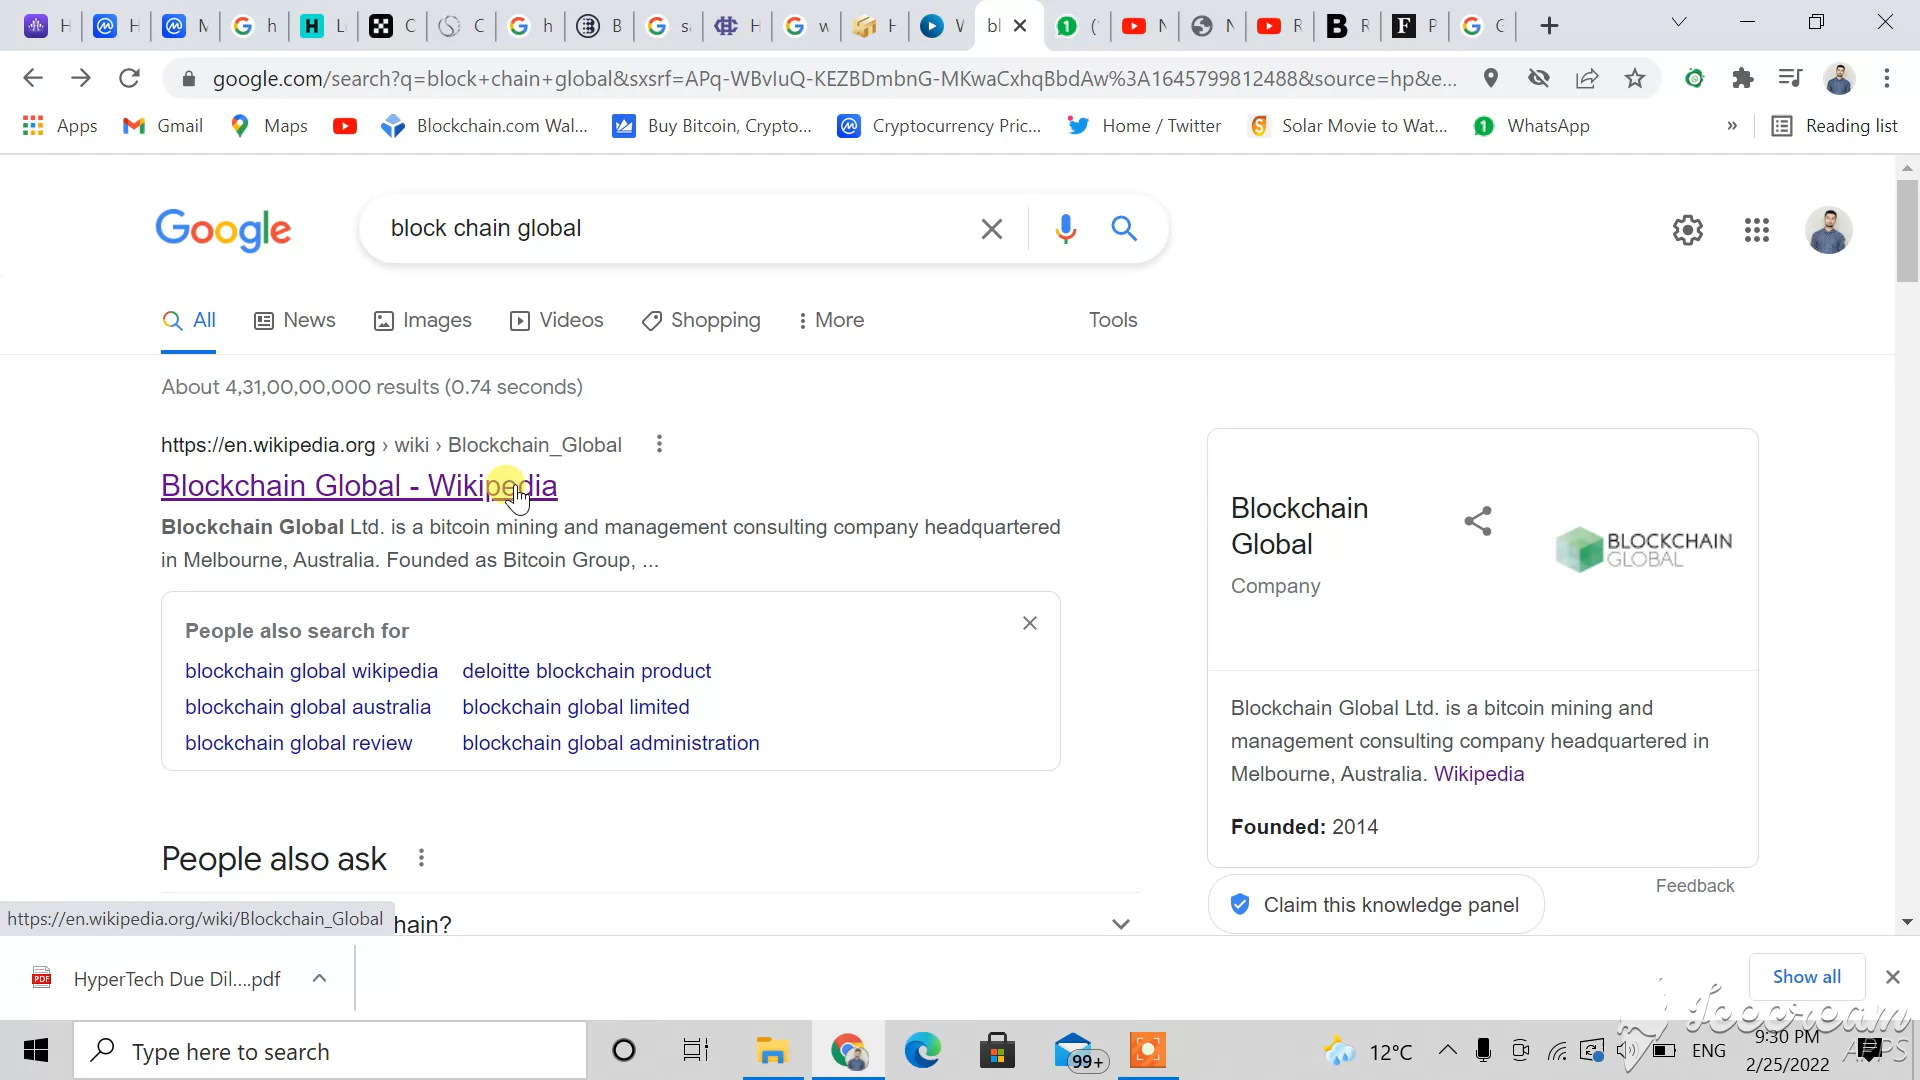 google.com/search?q=block+chain+global&sxsrf=APq-WBvIuQ-KEZBDmbnG-MKwaCxhqBbdAw%3A1645799812488&source=hp&e...
Apps Gmail Maps Blockchain.com Wal... Buy Bitcoin, Crypto... Cryptocurrency Pric... Home / Twitter Solar Movie to Wat... WhatsApp » Reading list
Google
block chain global
All News Images Videos Shopping More Tools
About 4,31,00,00,000 results (0.74 seconds)
https://en.wikipedia.org › wiki › Blockchain_Global
Blockchain Global - Wikipedia
Blockchain Global Ltd. is a bitcoin mining and management consulting company headquartered
in Melbourne, Australia. Founded as Bitcoin Group, ...
People also search for
blockchain global wikipedia deloitte blockchain product
blockchain global australia blockchain global limited
blockchain global review blockchain global administration
People also ask
hain?
https://en.wikipedia.org/wiki/Blockchain_Global
Blockchain
Global
Company
BLOCKCHAIN
GLOBAL
Blockchain Global Ltd. is a bitcoin mining and
management consulting company headquartered in
Melbourne, Australia. Wikipedia
Founded: 2014
Feedback
Claim this knowledge panel
HyperTech Due Dil....pdf
Show all
Type here to search
99+
12°C
ENG
9:30 PM
2/25/2022
Icecream
APPS